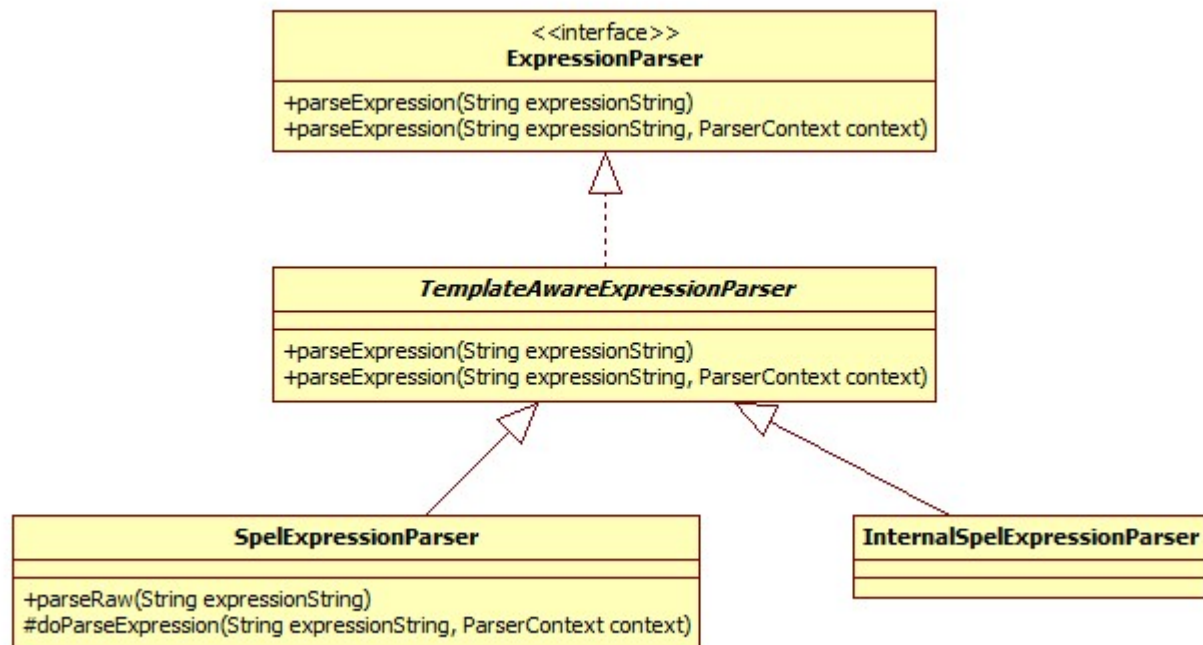 <<interface>>
ExpressionParser
+parseExpression(String expressionString)
+parseExpression(String expressionString, ParserContext context)
TemplateAwareExpressionParser
+parseExpression(String expressionString)
+parseExpression(String expressionString, ParserContext context)
SpelExpressionParser
+parseRaw(String expressionString)
#doParseExpression(String expressionString, ParserContext context)
InternalSpelExpressionParser